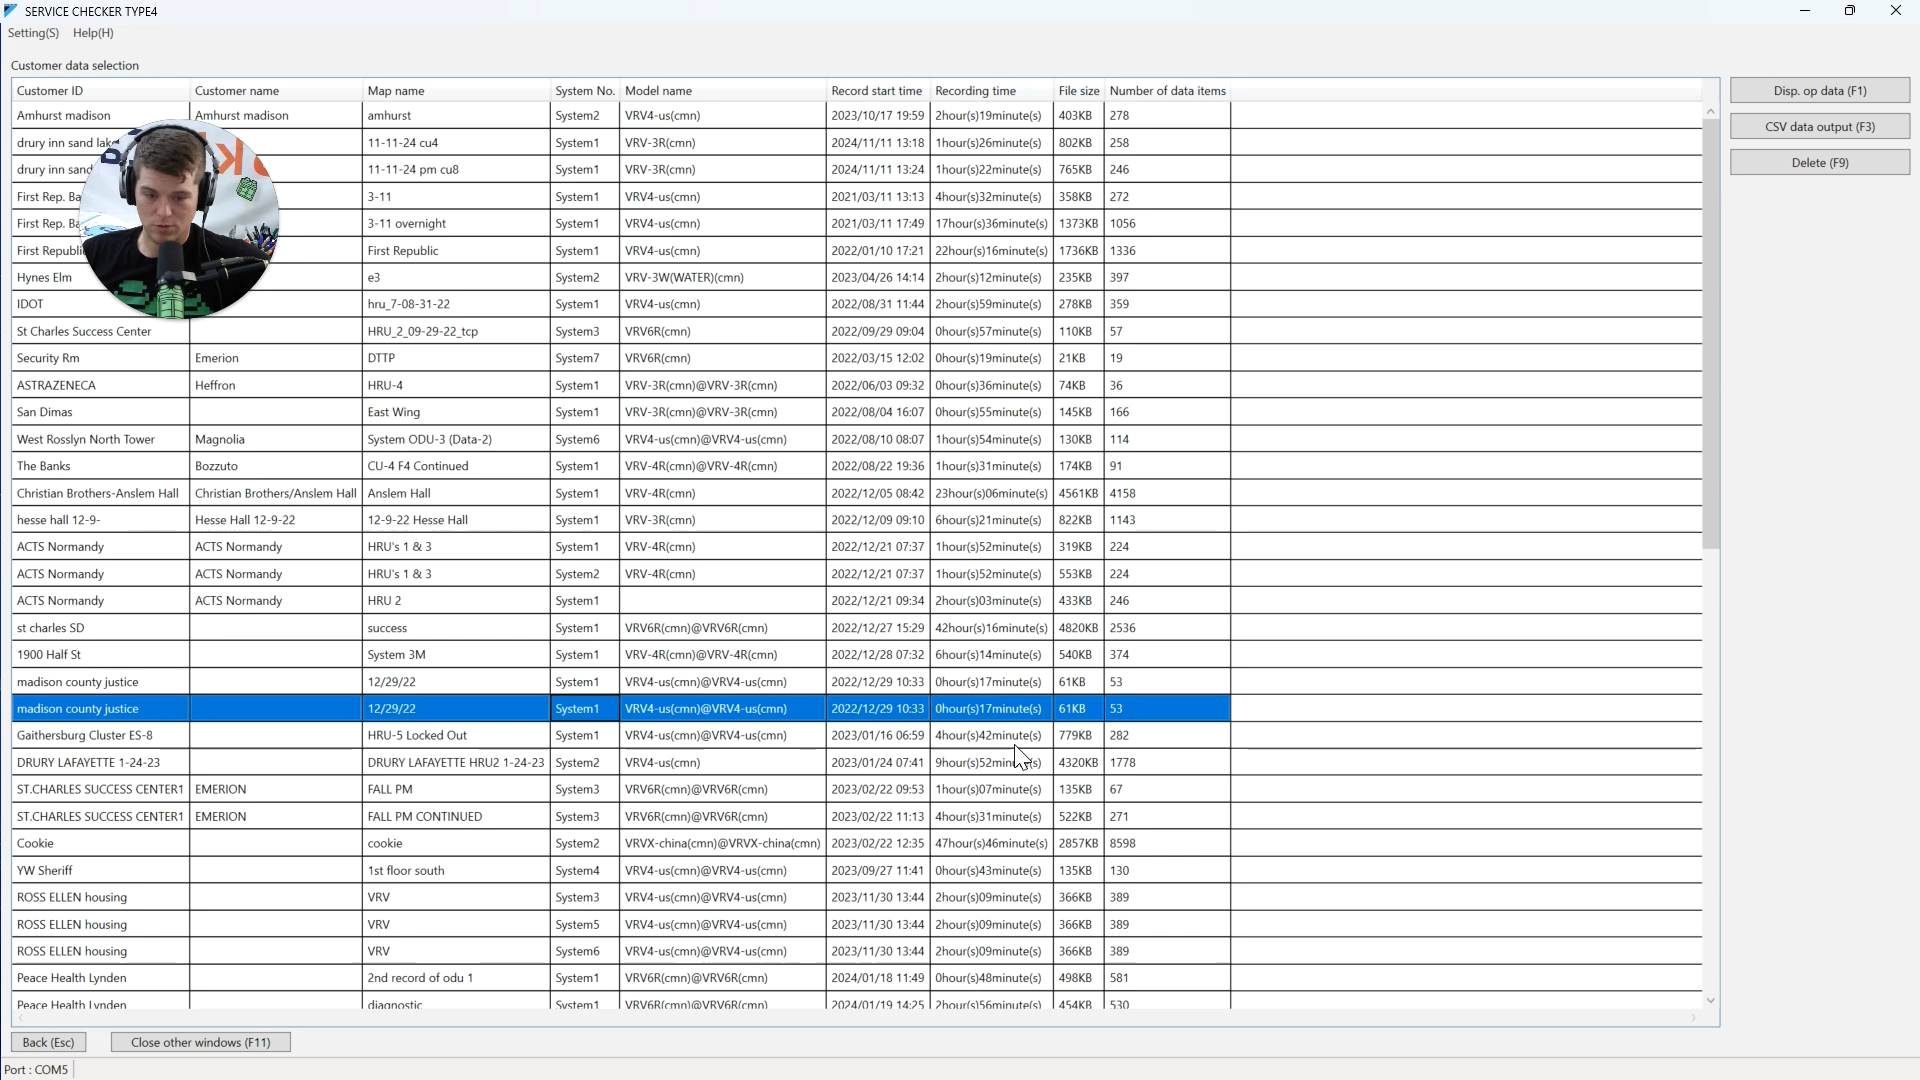 SERVICE CHECKER TYPE4
Setting(S) Help(H)
Customer data selection
Customer ID Customer name Map name System No. Model name Record start time Recording time File size Number of data items
Amhurst madison Amhurst madison amhurst System2 VRV4-us(cmn) 2023/10/17 19:59 2hour(s)19minute(s) 403KB 278
drury inn sand 11-11-24 cu4 System1 VRV-3R(cmn) 2024/11/11 13:18 1hour(s)26minute(s) 802KB 258
drury inn sand 11-11-24 pm cu8 System1 VRV-3R(cmn) 2024/11/11 13:24 1hour(s)22minute(s) 765KB 246
First Rep. 3-11 System1 VRV4-us(cmn) 2021/03/11 13:13 4hour(s)32minute(s) 358KB 272
First Rep. 3-11 overnight System1 VRV4-us(cmn) 2021/03/11 17:49 17hour(s)36minute(s) 1373KB 1056
First First Republic System1 VRV4-us(cmn) 2022/01/10 17:21 22hour(s)16minute(s) 1736KB 1336
Hynes Elm e3 System2 VRV-3W(WATER)(cmn) 2023/04/26 14:14 2hour(s)12minute(s) 235KB 397
IDOT hru_7-08-31-22 System1 VRV4-us(cmn) 2022/08/31 11:44 2hour(s)59minute(s) 278KB 359
St Charles Success Center HRU_2_09-29-22_tcp System3 VRV6R(cmn) 2022/09/29 09:04 0hour(s)57minute(s) 110KB 57
Security Rm Emerion DTTP System7 VRV6R(cmn) 2022/03/15 12:02 0hour(s)19minute(s) 21KB 19
ASTRAZENECA Heffron HRU-4 System1 VRV-3R(cmn)@VRV-3R(cmn) 2022/06/03 09:32 0hour(s)36minute(s) 74KB 36
San Dimas East Wing System1 VRV-3R(cmn)@VRV-3R(cmn) 2022/08/04 16:07 0hour(s)55minute(s) 145KB 166
West Rosslyn North Tower Magnolia System ODU-3 (Data-2) System6 VRV4-us(cmn)@VRV4-us(cmn) 2022/08/10 08:07 1hour(s)54minute(s) 130KB 114
The Banks Bozzuto CU-4 F4 Continued System1 VRV-4R(cmn)@VRV-4R(cmn) 2022/08/22 19:36 1hour(s)31minute(s) 174KB 91
Christian Brothers-Anslem Hall Christian Brothers/Anslem Hall Anslem Hall System1 VRV-4R(cmn) 2022/12/05 08:42 23hour(s)06minute(s) 4561KB 4158
hesse hall 12-9- Hesse Hall 12-9-22 12-9-22 Hesse Hall System1 VRV-3R(cmn) 2022/12/09 09:10 6hour(s)21minute(s) 822KB 1143
ACTS Normandy ACTS Normandy HRU's 1 & 3 System1 VRV-4R(cmn) 2022/12/21 07:37 1hour(s)52minute(s) 319KB 224
ACTS Normandy ACTS Normandy HRU's 1 & 3 System2 VRV-4R(cmn) 2022/12/21 07:37 1hour(s)52minute(s) 553KB 224
ACTS Normandy ACTS Normandy HRU 2 System1 2022/12/21 09:34 2hour(s)03minute(s) 433KB 246
st charles SD success System1 VRV6R(cmn)@VRV6R(cmn) 2022/12/27 15:29 42hour(s)16minute(s) 4820KB 2536
1900 Half St System 3M System1 VRV-4R(cmn)@VRV-4R(cmn) 2022/12/28 07:32 6hour(s)14minute(s) 540KB 374
madison county justice 12/29/22 System1 VRV4-us(cmn)@VRV4-us(cmn) 2022/12/29 10:33 0hour(s)17minute(s) 61KB 53
madison county justice 12/29/22 System1 VRV4-us(cmn)@VRV4-us(cmn) 2022/12/29 10:33 0hour(s)17minute(s) 61KB 53
Gaithersburg Cluster ES-8 HRU-5 Locked Out System1 VRV4-us(cmn)@VRV4-us(cmn) 2023/01/16 06:59 4hour(s)42minute(s) 779KB 282
DRURY LAFAYETTE 1-24-23 DRURY LAFAYETTE HRU2 1-24-23 System2 VRV4-us(cmn) 2023/01/24 07:41 9hour(s)52minute(s) 4320KB 1778
ST.CHARLES SUCCESS CENTER1 EMERION FALL PM System3 VRV6R(cmn)@VRV6R(cmn) 2023/02/22 09:53 1hour(s)07minute(s) 135KB 67
ST.CHARLES SUCCESS CENTER1 EMERION FALL PM CONTINUED System3 VRV6R(cmn)@VRV6R(cmn) 2023/02/22 11:13 4hour(s)31minute(s) 522KB 271
Cookie cookie System2 VRVX-china(cmn)@VRVX-china(cmn) 2023/02/22 12:35 47hour(s)46minute(s) 2857KB 8598
YW Sheriff 1st floor south System4 VRV4-us(cmn)@VRV4-us(cmn) 2023/09/27 11:41 0hour(s)43minute(s) 135KB 130
ROSS ELLEN housing VRV System3 VRV4-us(cmn)@VRV4-us(cmn) 2023/11/30 13:44 2hour(s)09minute(s) 366KB 389
ROSS ELLEN housing VRV System5 VRV4-us(cmn)@VRV4-us(cmn) 2023/11/30 13:44 2hour(s)09minute(s) 366KB 389
ROSS ELLEN housing VRV System6 VRV4-us(cmn)@VRV4-us(cmn) 2023/11/30 13:44 2hour(s)09minute(s) 366KB 389
Peace Health Lynden 2nd record of odu 1 System1 VRV6R(cmn)@VRV6R(cmn) 2024/01/18 11:49 0hour(s)48minute(s) 498KB 581
Peace Health Lynden diagnostic System1 VRV6R(cmn)@VRV6R(cmn) 2024/01/19 14:25 2hour(s)56minute(s) 454KB 530
Disp. op data (F1)
CSV data output (F3)
Delete (F9)
Back (Esc) Close other windows (F11)
Port : COM5